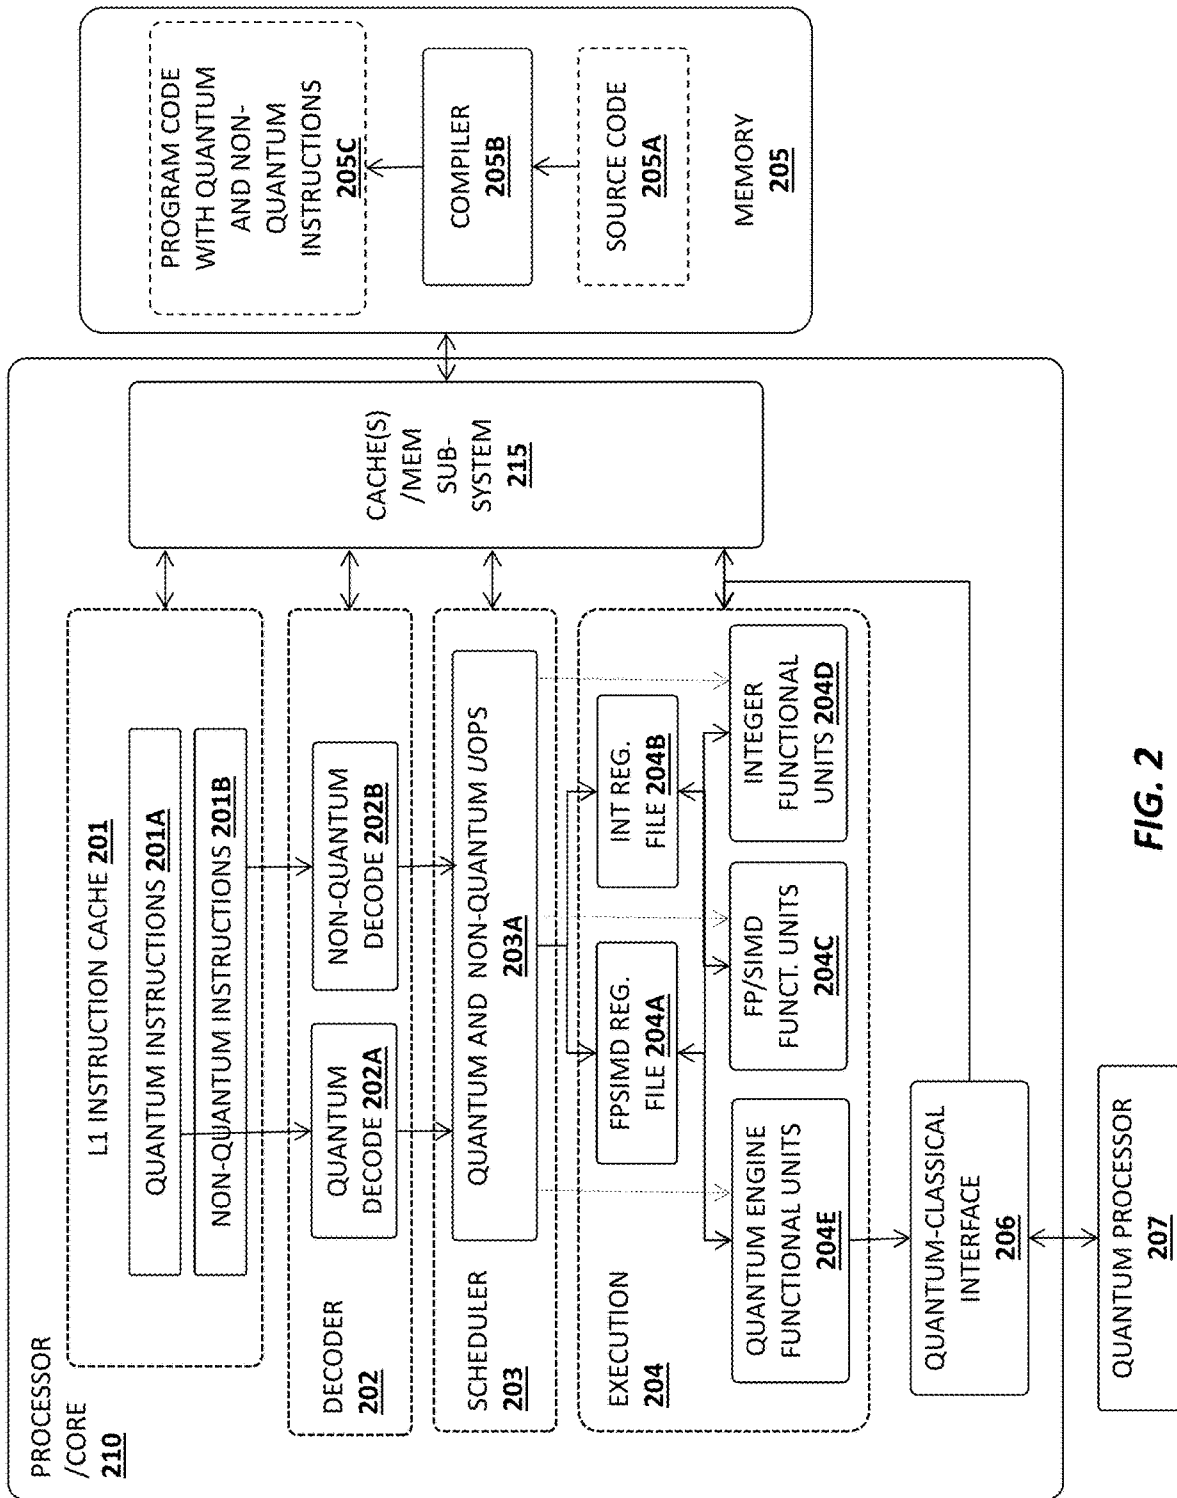 PROCESSOR
/CORE
210
L1 INSTRUCTION CACHE 201
QUANTUM INSTRUCTIONS 201A
NON-QUANTUM INSTRUCTIONS 201B
DECODER
202
QUANTUM
DECODE 202A
NON-QUANTUM
DECODE 202B
SCHEDULER
203
QUANTUM AND NON-QUANTUM UOPS
203A
EXECUTION
204
FPSIMD REG.
FILE 204A
INT REG.
FILE 204B
QUANTUM ENGINE
FUNCTIONAL UNITS
204E
FP/SIMD
FUNCT. UNITS
204C
INTEGER
FUNCTIONAL
UNITS 204D
QUANTUM-CLASSICAL
INTERFACE
206
QUANTUM PROCESSOR
207
CACHE(S)
/MEM
SUB-
SYSTEM
215
PROGRAM CODE
WITH QUANTUM
AND NON-
QUANTUM
INSTRUCTIONS
205C
COMPILER
205B
SOURCE CODE
205A
MEMORY
205
FIG. 2